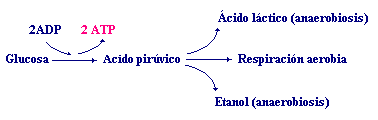 Ácido láctico (anaerobiosis)
2ADP 2 ATP
Glucosa Acido pirúvico Respiración aerobia
Etanol (anaerobiosis)